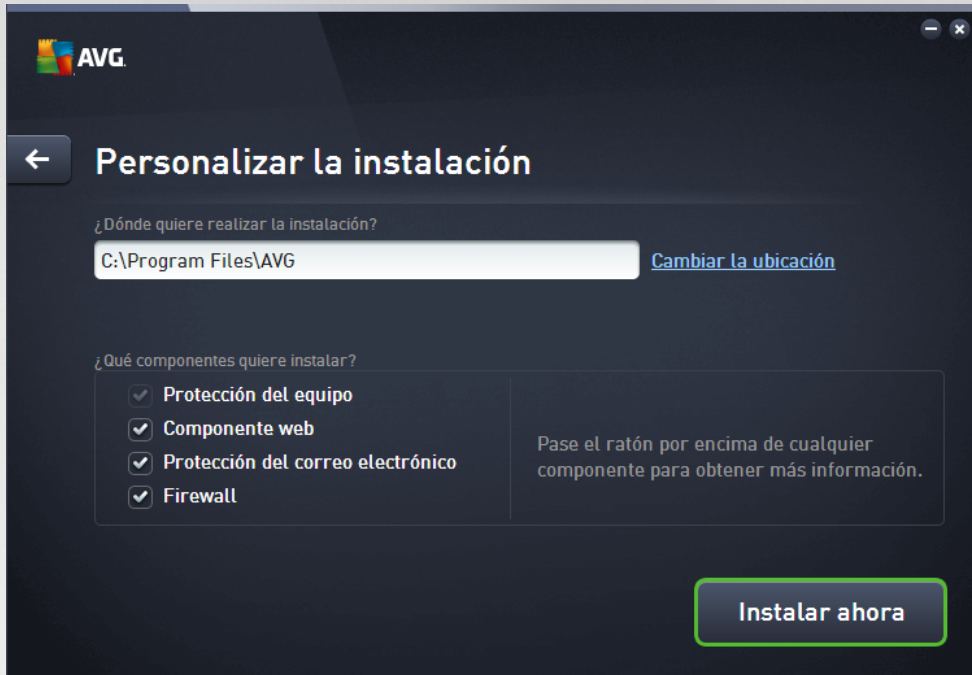 AVG.
Personalizar la instalación
¿Dónde quiere realizar la instalación?
C:\Program Files\AVG
Cambiar la ubicación
¿Qué componentes quiere instalar?
Protección del equipo
Componente web
Protección del correo electrónico
Firewall
Pase el ratón por encima de cualquier
componente para obtener más información.
Instalar ahora